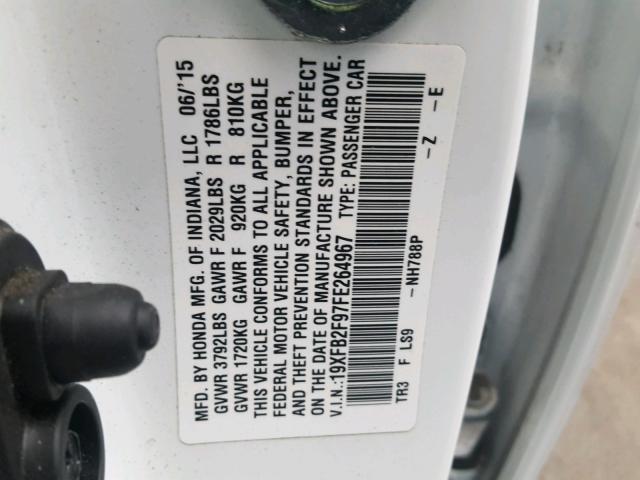 MFD. BY HONDA MFG. OF INDIANA, LLC 06/'15
GVWR 3792LBS GAWR F 2029LBS R 1786LBS
GVWR 1720KG GAWR F 920KG R 810KG
THIS VEHICLE CONFORMS TO ALL APPLICABLE
FEDERAL MOTOR VEHICLE SAFETY, BUMPER,
AND THEFT PREVENTION STANDARDS IN EFFECT
ON THE DATE OF MANUFACTURE SHOWN ABOVE.
V.I.N.:19XFB2F97FE264967 TYPE: PASSENGER CAR
TR3 F LS9 -NH788P -Z -E